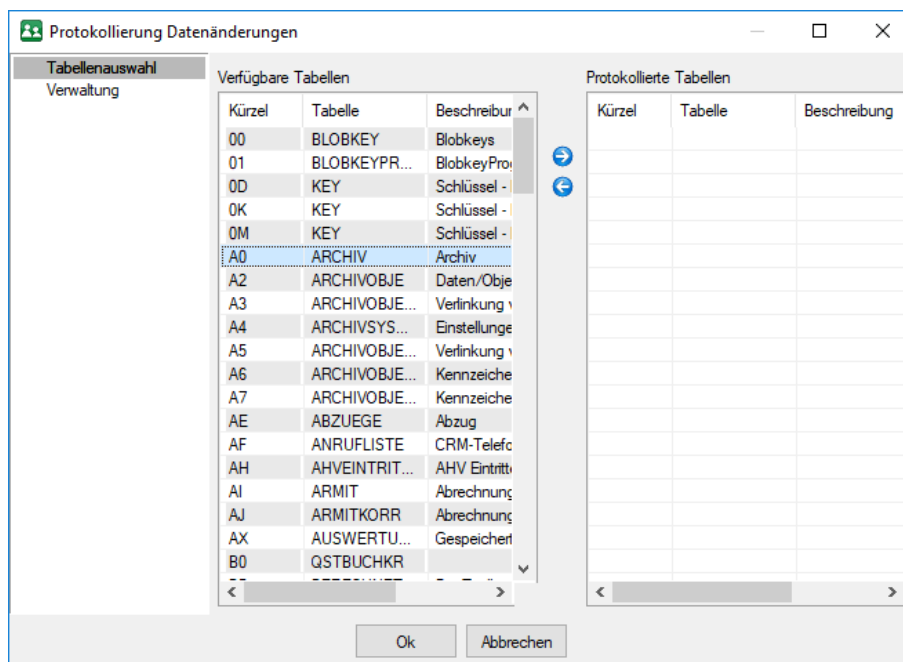 Protokollierung Datenänderungen
Tabellenauswahl
Verwaltung
Verfügbare Tabellen
Kürzel Tabelle Beschreibun
00 BLOBKEY Blobkeys
01 BLOBKEYPR... BlobkeyProg
0D KEY Schlüssel -
0K KEY Schlüssel -
0M KEY Schlüssel -
A0 ARCHIV Archiv
A2 ARCHIVOBJE Daten/Obje
A3 ARCHIVOBJE... Verlinkung v
A4 ARCHIVSYS... Einstellunge
A5 ARCHIVOBJE... Verlinkung v
A6 ARCHIVOBJE... Kennzeiche
A7 ARCHIVOBJE... Kennzeiche
AE ABZUEGE Abzug
AF ANRUFLISTE CRM-Telefo
AH AHVEINTRIT... AHV Eintritte
AI ARMIT Abrechnung
AJ ARMITKORR Abrechnung
AX AUSWERTU... Gespeichert
B0 QSTBUCHKR
Protokollierte Tabellen
Kürzel Tabelle Beschreibung
Ok Abbrechen